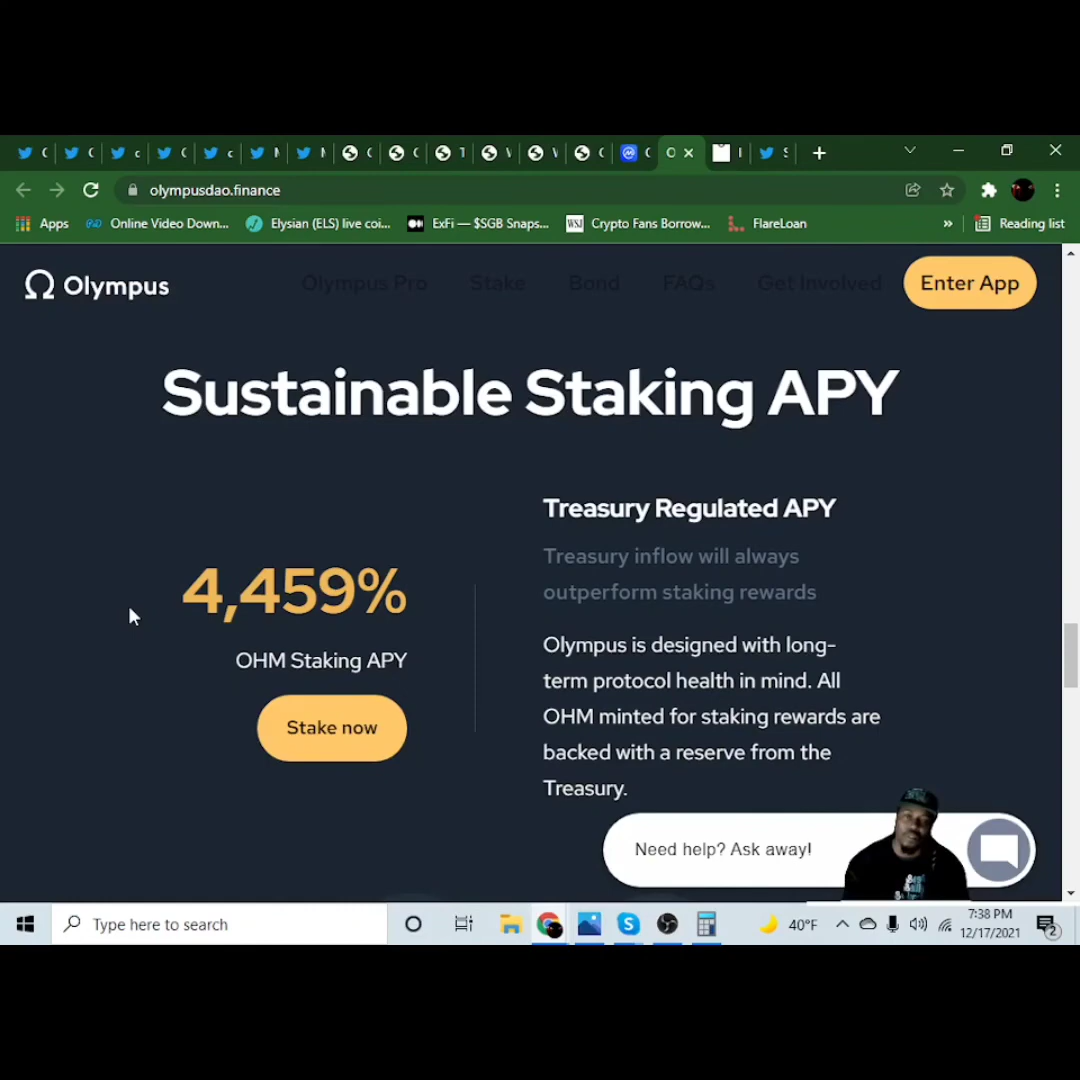 olympusdao.finance
Apps
Online Video Down...
Elysian (ELS) live coi...
ExFi — $SGB Snaps...
WSJ
Crypto Fans Borrow...
FlareLoan
»
Reading list
Olympus
Olympus Pro
Stake
Bond
FAQs
Get Involved
Enter App
Sustainable Staking APY
4,459%
OHM Staking APY
Stake now
Treasury Regulated APY
Treasury inflow will always
outperform staking rewards
Olympus is designed with long-
term protocol health in mind. All
OHM minted for staking rewards are
backed with a reserve from the
Treasury.
Need help? Ask away!
Type here to search
40°F
7:38 PM
12/17/2021
2